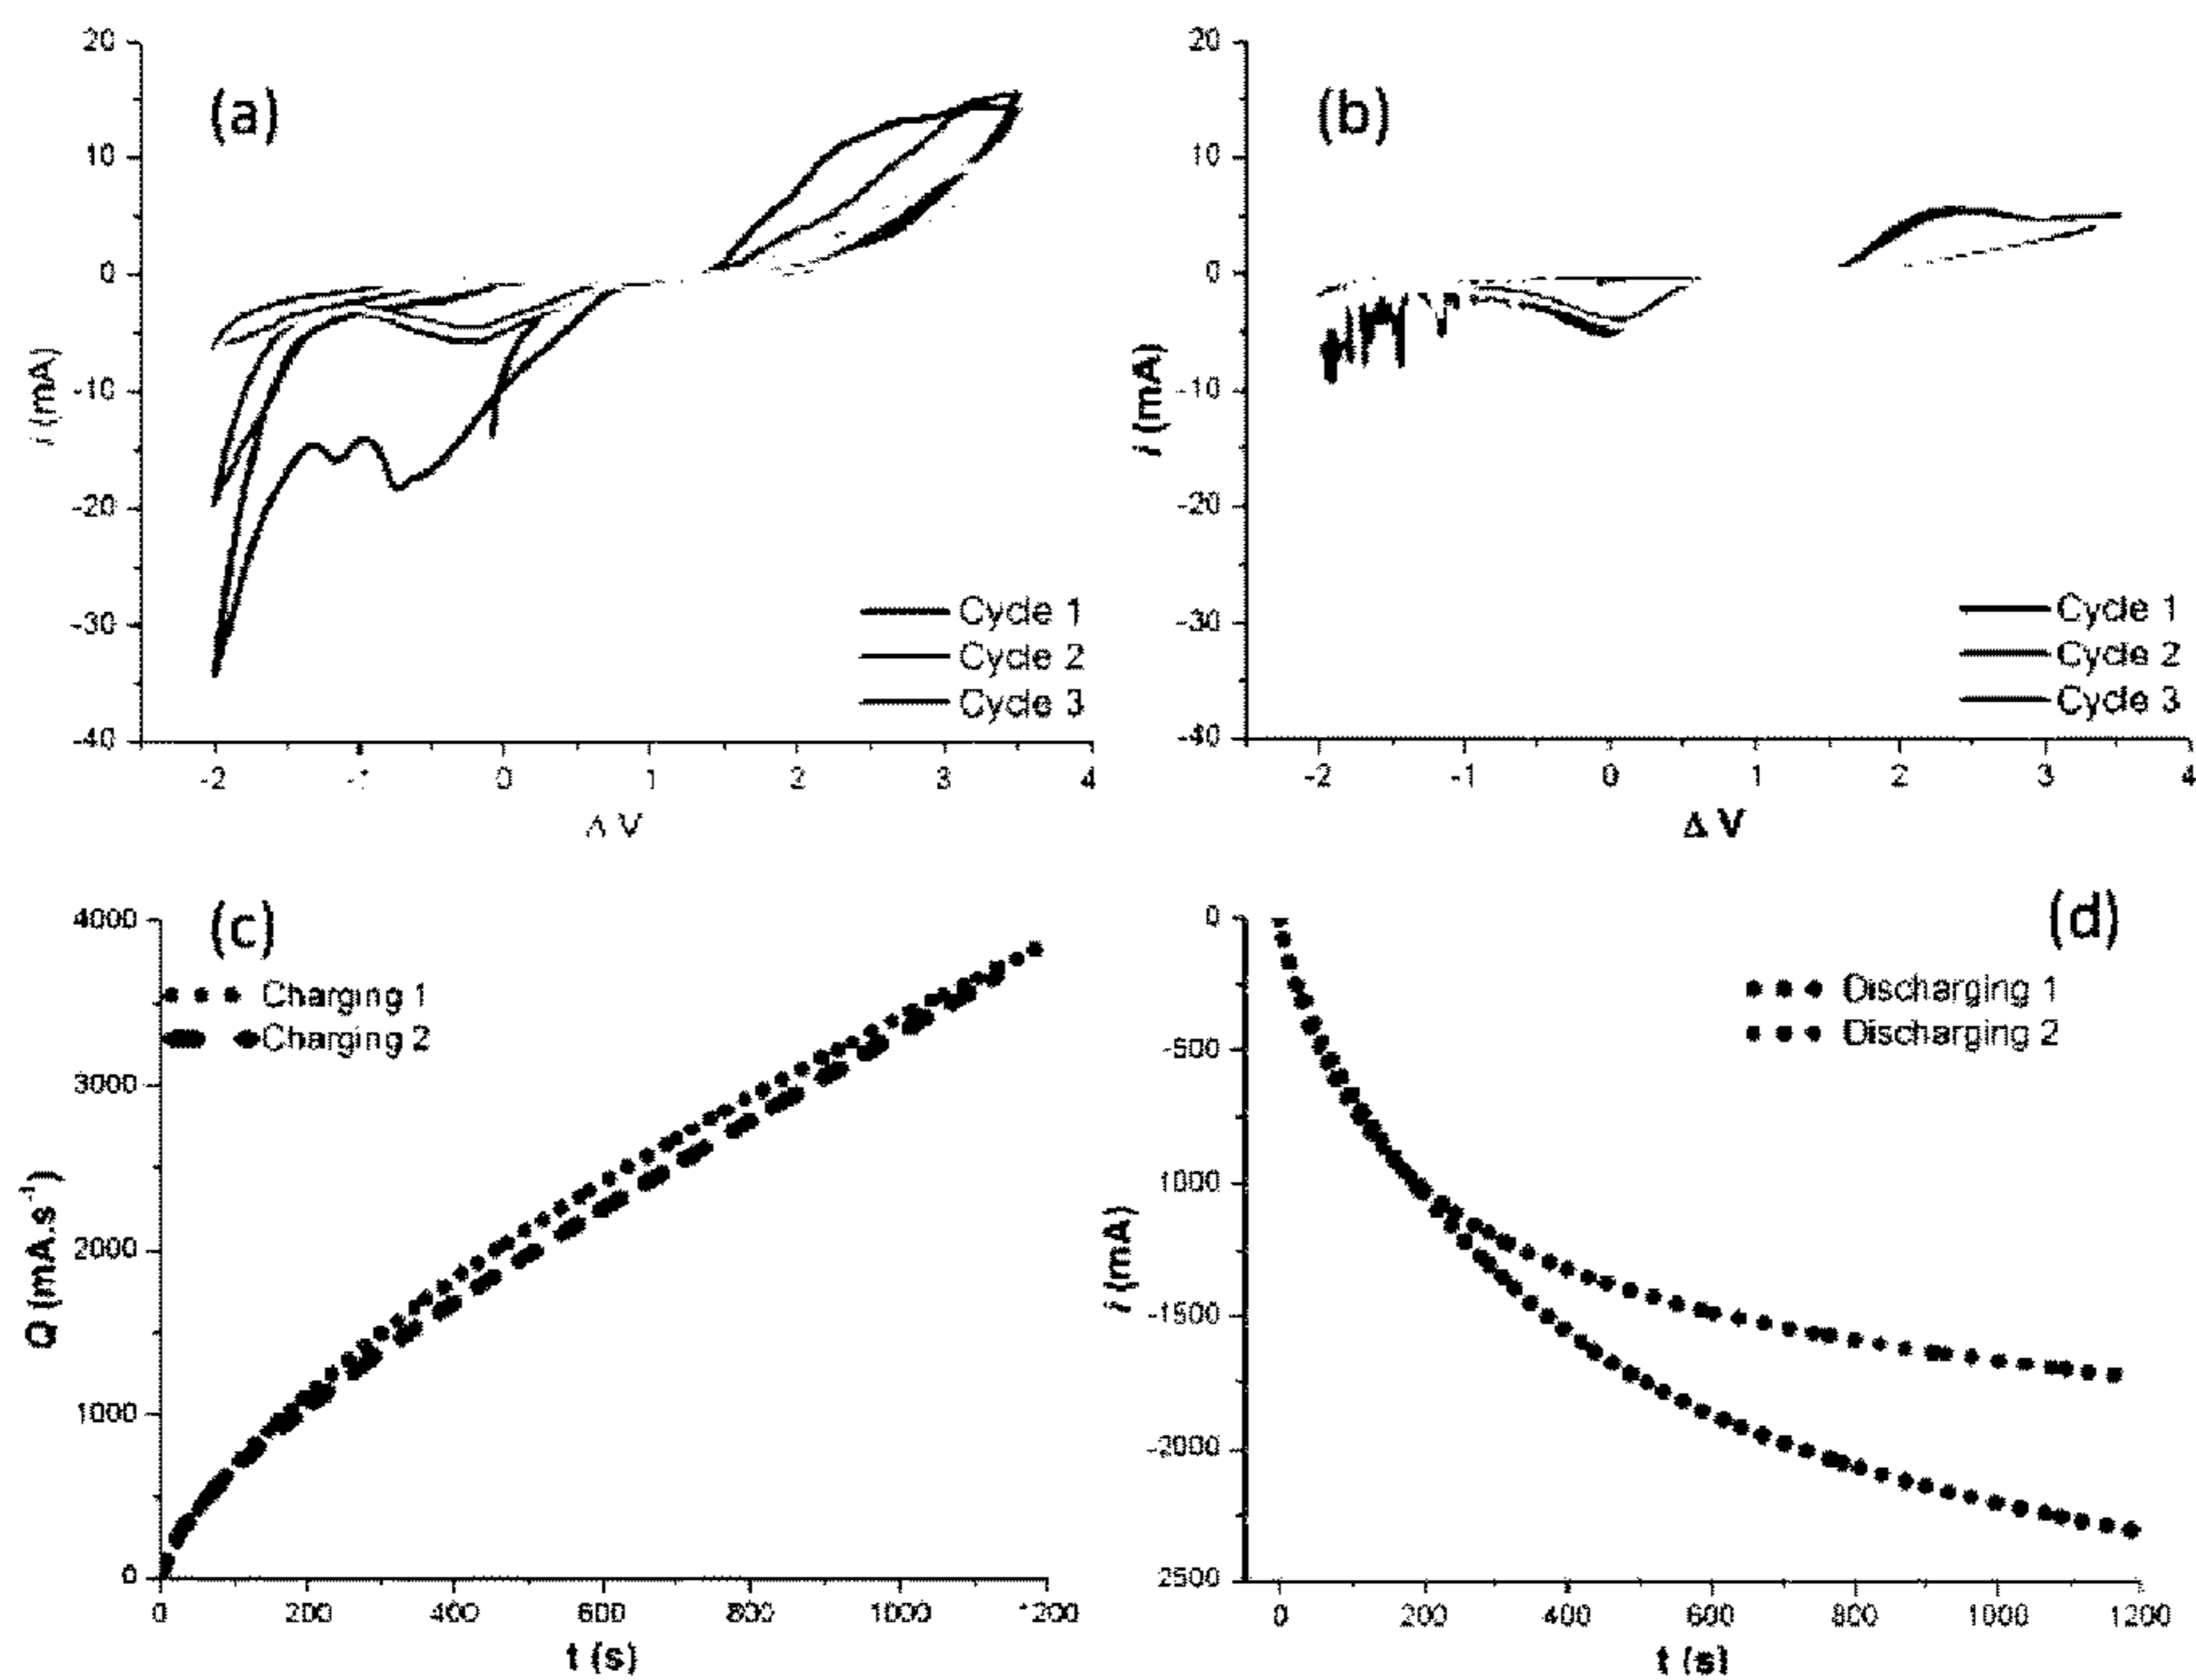 (a)
20
10
0
-10
-20
-30
-40
i (mA)
Cycle 1
Cycle 2
Cycle 3
-2
-1
0
1
2
3
4
Δ V
(b)
20
10
0
-10
-20
-30
-40
i (mA)
Cycle 1
Cycle 2
Cycle 3
-2
-1
0
1
2
3
4
Δ V
(c)
4000
3000
2000
1000
0
Q (mA.s⁻¹)
Charging 1
Charging 2
0
200
400
600
800
1000
1200
t (s)
(d)
0
-500
1000
-1500
-2000
2500
i (mA)
Discharging 1
Discharging 2
0
200
400
600
800
1000
1200
t (s)